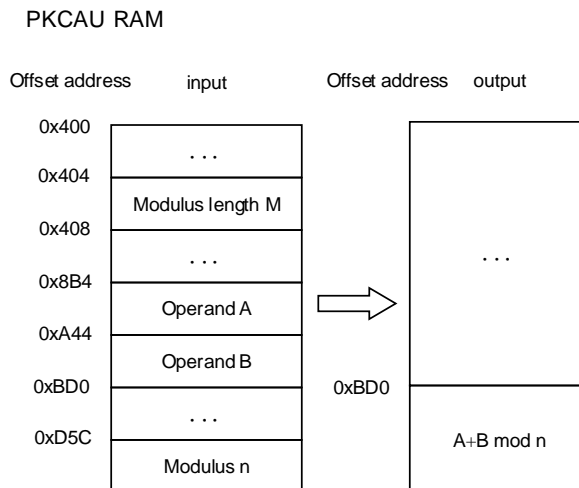 PKCAU RAM
Offset address input Offset address output
0x400
. . .
0x404
Modulus length M
0x408
. . .
0x8B4
Operand A
0xA44
Operand B
0xBD0
. . .
0xD5C
Modulus n
. . .
0xBD0
A+B mod n